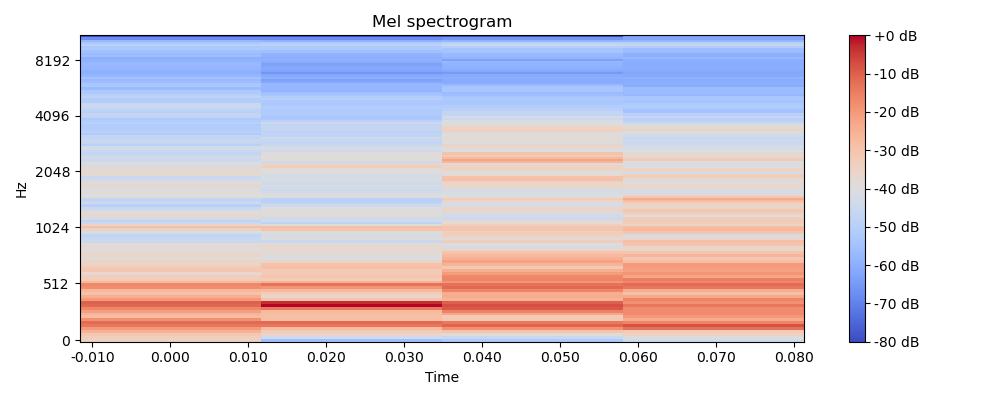 Mel spectrogram
Hz
8192
4096
2048
1024
512
0
-0.010 0.000 0.010 0.020 0.030 0.040 0.050 0.060 0.070 0.080
Time
+0 dB
-10 dB
-20 dB
-30 dB
-40 dB
-50 dB
-60 dB
-70 dB
-80 dB